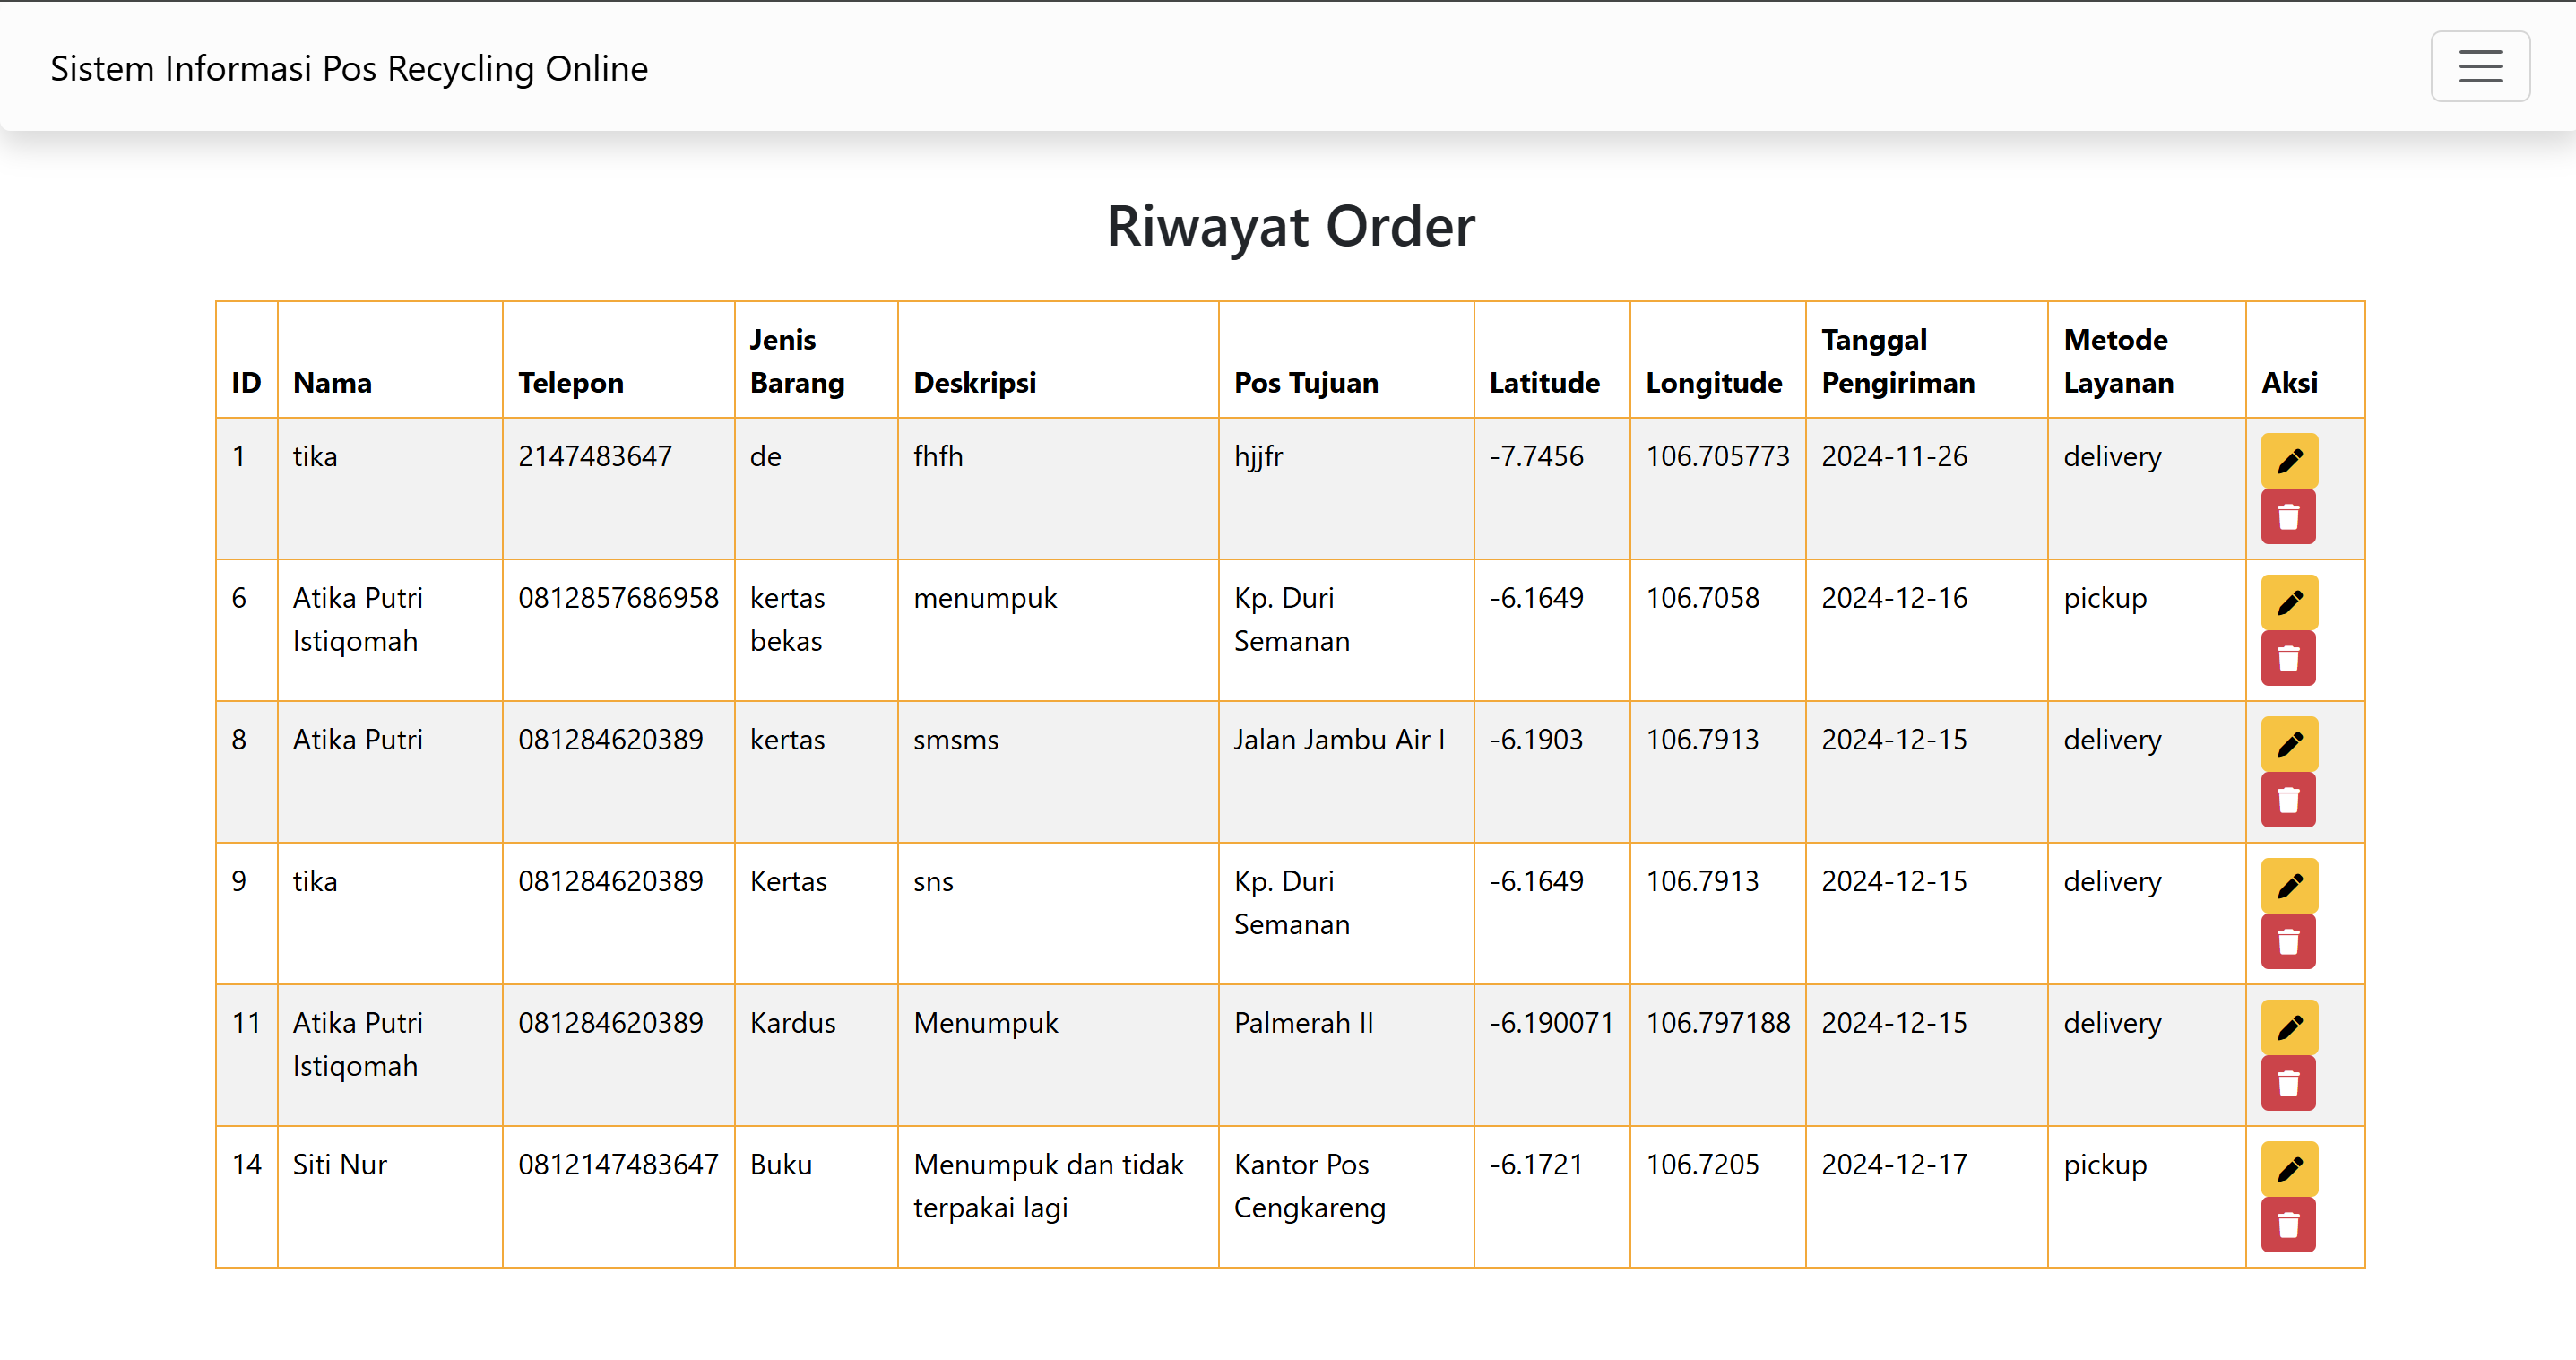 Sistem Informasi Pos Recycling Online
Riwayat Order
ID Nama Telepon Jenis Barang Deskripsi Pos Tujuan Latitude Longitude Tanggal Pengiriman Metode Layanan Aksi
1 tika 2147483647 de fhfh hjjfr -7.7456 106.705773 2024-11-26 delivery
6 Atika Putri Istiqomah 0812857686958 kertas bekas menumpuk Kp. Duri Semanan -6.1649 106.7058 2024-12-16 pickup
8 Atika Putri 081284620389 kertas smsms Jalan Jambu Air I -6.1903 106.7913 2024-12-15 delivery
9 tika 081284620389 Kertas sns Kp. Duri Semanan -6.1649 106.7913 2024-12-15 delivery
11 Atika Putri Istiqomah 081284620389 Kardus Menumpuk Palmerah II -6.190071 106.797188 2024-12-15 delivery
14 Siti Nur 0812147483647 Buku Menumpuk dan tidak terpakai lagi Kantor Pos Cengkareng -6.1721 106.7205 2024-12-17 pickup